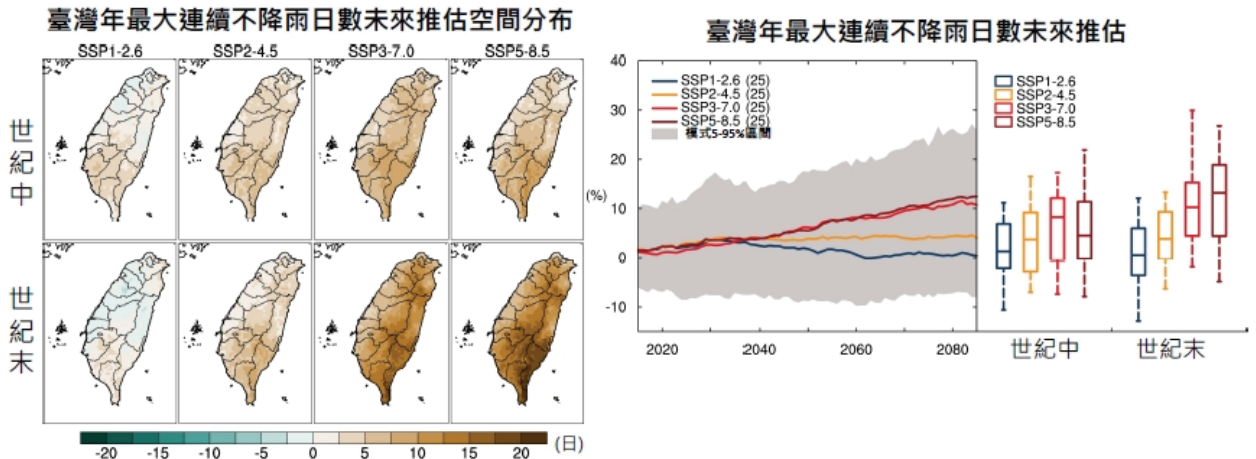 臺灣年最大連續不降雨日數未來推估空間分布
SSP1-2.6 SSP2-4.5 SSP3-7.0 SSP5-8.5
世紀中
世紀末
-20 -15 -10 -5 0 5 10 15 20 (日)
臺灣年最大連續不降雨日數未來推估
40
30
20
10
0
-10
(%)
SSP1-2.6 (25)
SSP2-4.5 (25)
SSP3-7.0 (25)
SSP5-8.5 (25)
模式5-95%區間
2020 2040 2060 2080
SSP1-2.6
SSP2-4.5
SSP3-7.0
SSP5-8.5
世紀中 世紀末